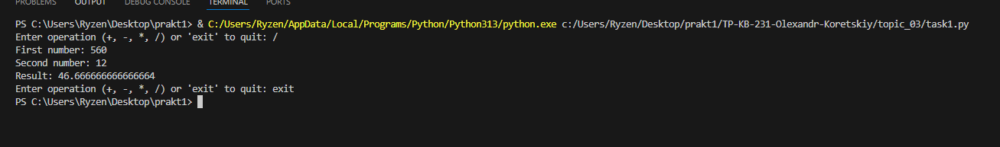 PROBLEMS OUTPUT DEBUG CONSOLE TERMINAL PORTS
PS C:\Users\Ryzen\Desktop\prakt1> & C:/Users/Ryzen/AppData/Local/Programs/Python/Python313/python.exe c:/Users/Ryzen/Desktop/prakt1/TP-KB-231-Olexandr-Koretskiy/topic_03/task1.py
Enter operation (+, -, *, /) or 'exit' to quit: /
First number: 560
Second number: 12
Result: 46.666666666666664
Enter operation (+, -, *, /) or 'exit' to quit: exit
PS C:\Users\Ryzen\Desktop\prakt1>